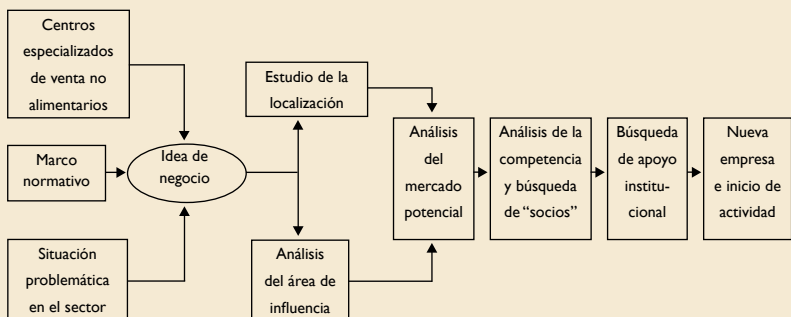 Centros
especializados
de venta no
alimentarios
Marco
normativo
Situación
problemática
en el sector
Idea de
negocio
Estudio de la
localización
Análisis
del área de
influencia
Análisis
del
mercado
potencial
Análisis de la
competencia
y búsqueda
de “socios”
Búsqueda
de apoyo
institu-
cional
Nueva
empresa
e inicio de
actividad